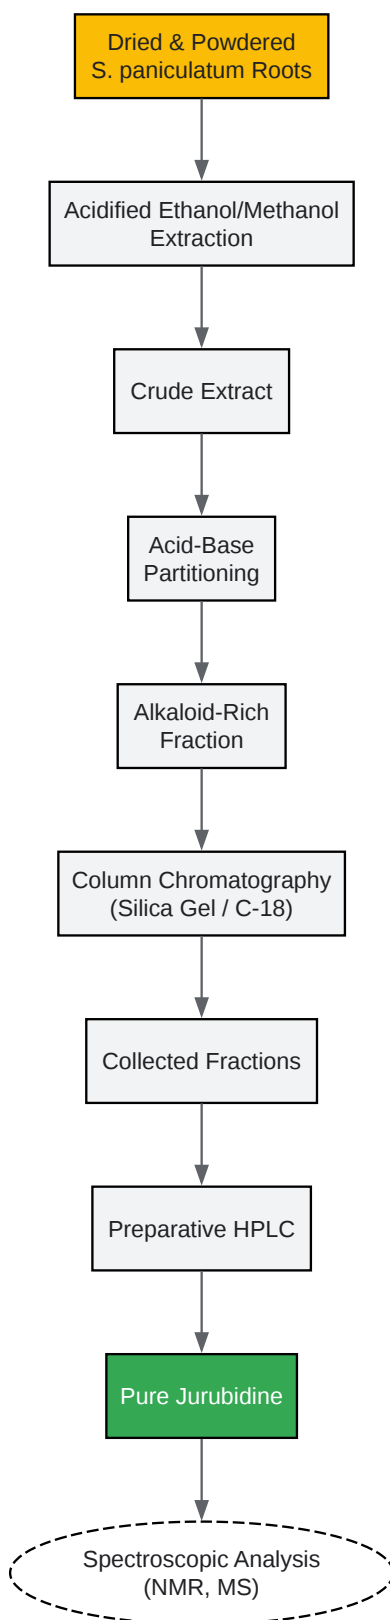 Dried & Powdered
S. paniculatum Roots
Acidified Ethanol/Methanol
Extraction
Crude Extract
Acid-Base
Partitioning
Alkaloid-Rich
Fraction
Column Chromatography
(Silica Gel / C-18)
Collected Fractions
Preparative HPLC
Pure Jurubidine
Spectroscopic Analysis
(NMR, MS)